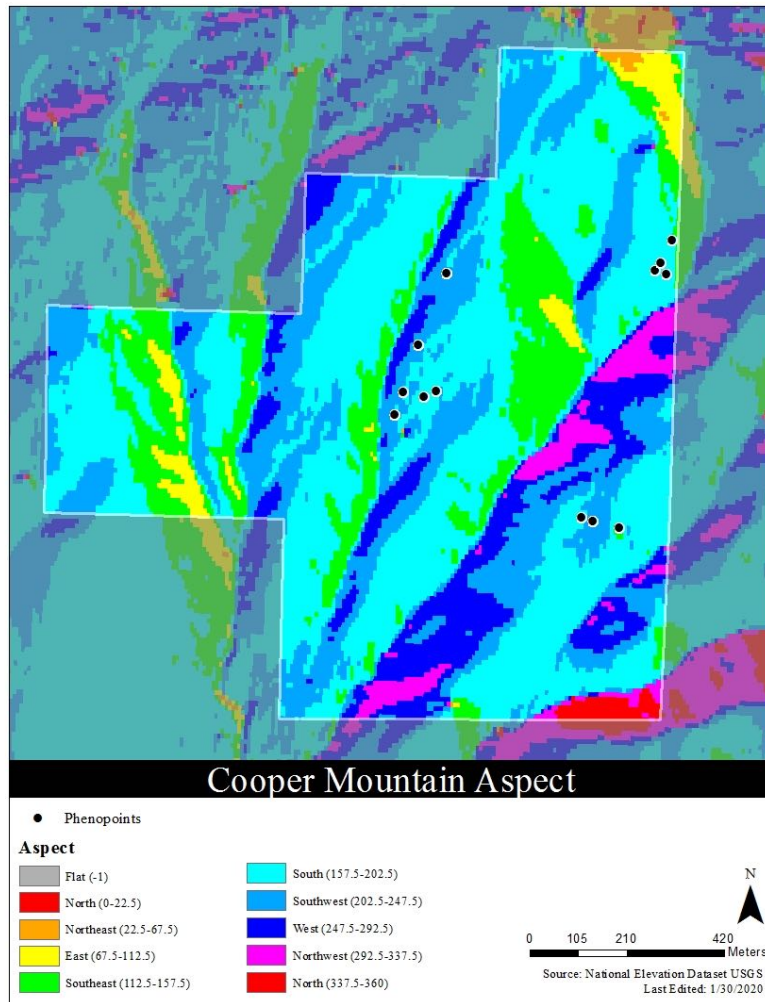 Cooper Mountain Aspect
Phenopoints
Aspect
Flat (-1)
North (0-22.5)
Northeast (22.5-67.5)
East (67.5-112.5)
Southeast (112.5-157.5)
South (157.5-202.5)
Southwest (202.5-247.5)
West (247.5-292.5)
Northwest (292.5-337.5)
North (337.5-360)
N
0 105 210 420
Meters
Source: National Elevation Dataset USGS
Last Edited: 1/30/2020